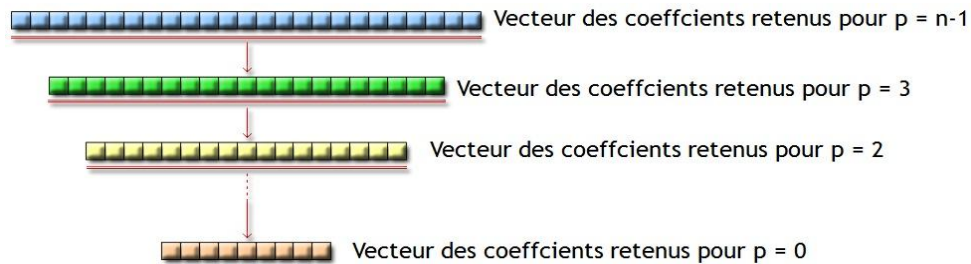 Vecteur des coeffcients retenus pour p = n-1
Vecteur des coeffcients retenus pour p = 3
Vecteur des coeffcients retenus pour p = 2
Vecteur des coeffcients retenus pour p = 0